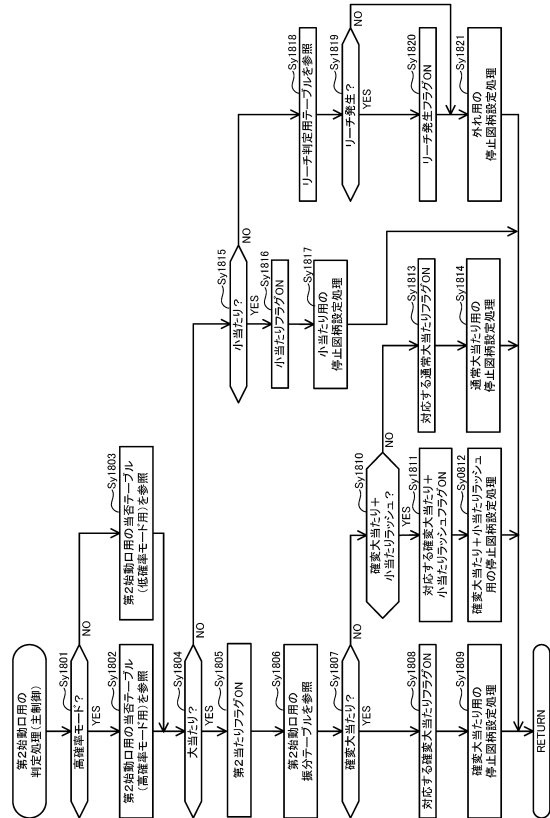 第2始動口用の
判定処理（主制御）
Sy1801
高確率モード？
NO
YES
Sy1802
第2始動口用の当否テーブル
（高確率モード用）を参照
Sy1803
第2始動口用の当否テーブル
（低確率モード用）を参照
Sy1804
大当たり？
NO
YES
Sy1805
第2当たりフラグON
Sy1806
第2始動口用の
振分テーブルを参照
Sy1807
確変大当たり？
NO
YES
Sy1808
対応する確変大当たりフラグON
Sy1809
確変大当たり用の
停止図柄設定処理
Sy1810
確変大当たり＋
小当たりラッシュ？
NO
YES
Sy1811
対応する確変大当たり＋
小当たりラッシュフラグON
Sy0812
確変大当たり＋小当たりラッシュ
用の停止図柄設定処理
Sy1813
対応する通常大当たりフラグON
Sy1814
通常大当たり用の
停止図柄設定処理
Sy1815
小当たり？
NO
YES
Sy1816
小当たりフラグON
Sy1817
小当たり用の
停止図柄設定処理
Sy1818
リーチ判定用テーブルを参照
Sy1819
リーチ発生？
NO
YES
Sy1820
リーチ発生フラグON
Sy1821
外れ用の
停止図柄設定処理
RETURN